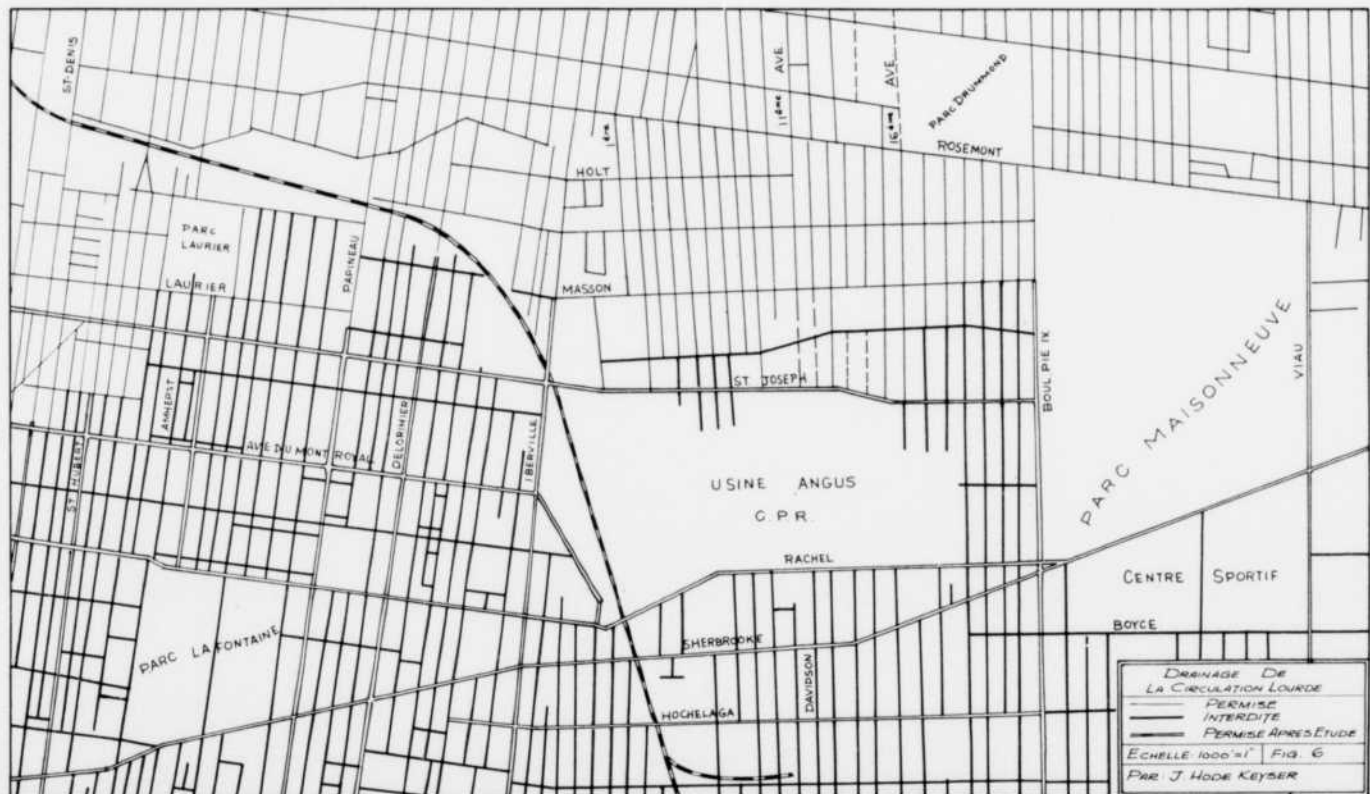 ST-DENIS
11ème AVE
16ème AVE
PARC DRUMMOND
ROSEMONT
1ère
HOLT
PARC
LAURIER
LAURIER
PAPINEAU
MASSON
ST JOSEPH
BOUL PIE IX
PARC MAISONNEUVE
VIAU
AMHERST
AVE DU MONT ROYAL
ST. HUBERT
DELORIMIER
IBERVILLE
USINE ANGUS
C.P.R.
RACHEL
CENTRE SPORTIF
BOYCE
PARC LAFONTAINE
SHERBROOKE
DAVIDSON
HOCHELAGA
DRAINAGE DE
LA CIRCULATION LOURDE
PERMISE
INTERDITE
PERMISE APRES ETUDE
ECHELLE: 1000'=1" FIG. 6
PAR: J. HODE KEYSER